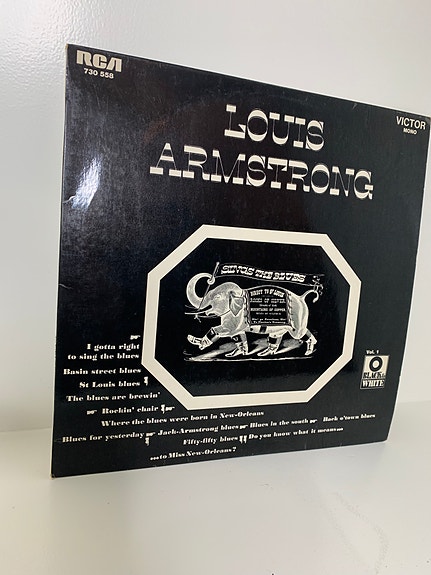 RCA
730 558
VICTOR
MONO
LOUIS
ARMSTRONG
SINGS THE BLUES
I gotta right
to sing the blues
Basin street blues
St Louis blues
The blues are brewin'
Rockin' chair
Where the blues were born in New-Orleans
Blues for yesterday Jack-Armstrong blues Blues in the south Back o'town blues
Fifty-fifty blues Do you know what it means...
...to Miss New-Orleans?
Vol. 1
BLACK &
WHITE